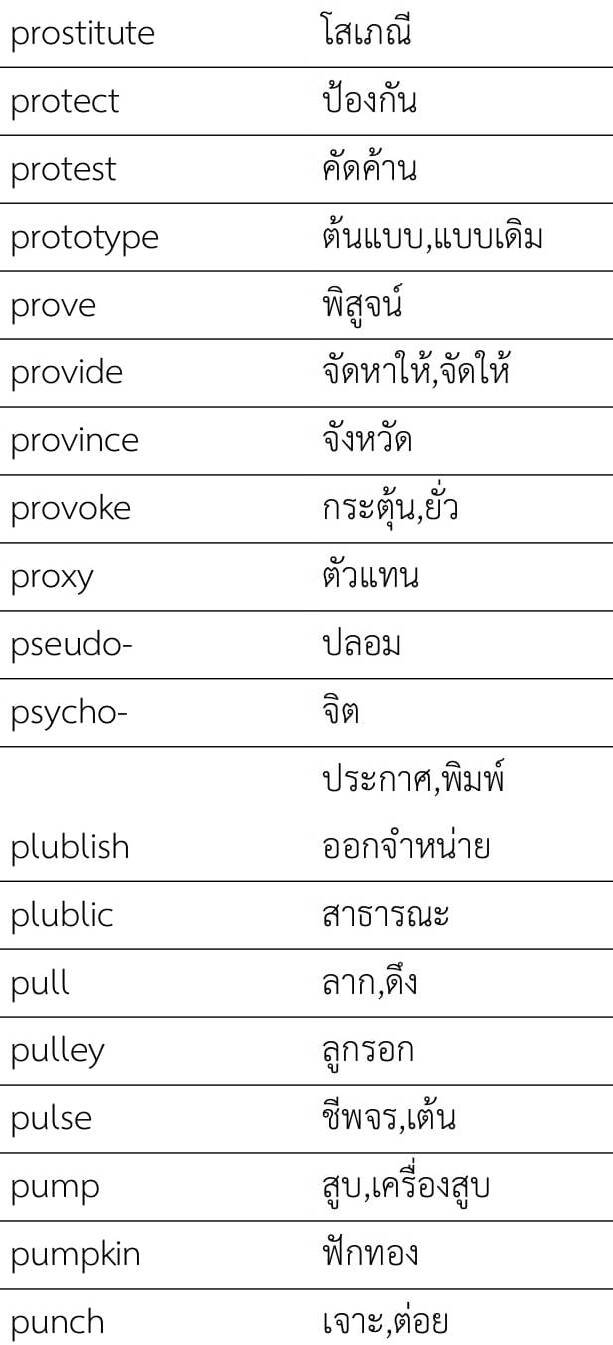 prostitute โสเภณี
protect ป้องกัน
protest คัดค้าน
prototype ต้นแบบ,แบบเดิม
prove พิสูจน์
provide จัดหาให้,จัดให้
province จังหวัด
provoke กระตุ้น,ยั่ว
proxy ตัวแทน
pseudo- ปลอม
psycho- จิต
ประกาศ,พิมพ์
plublish ออกจำหน่าย
plublic สาธารณะ
pull ลาก,ดึง
pulley ลูกรอก
pulse ชีพจร,เต้น
pump สูบ,เครื่องสูบ
pumpkin ฟักทอง
punch เจาะ,ต่อย